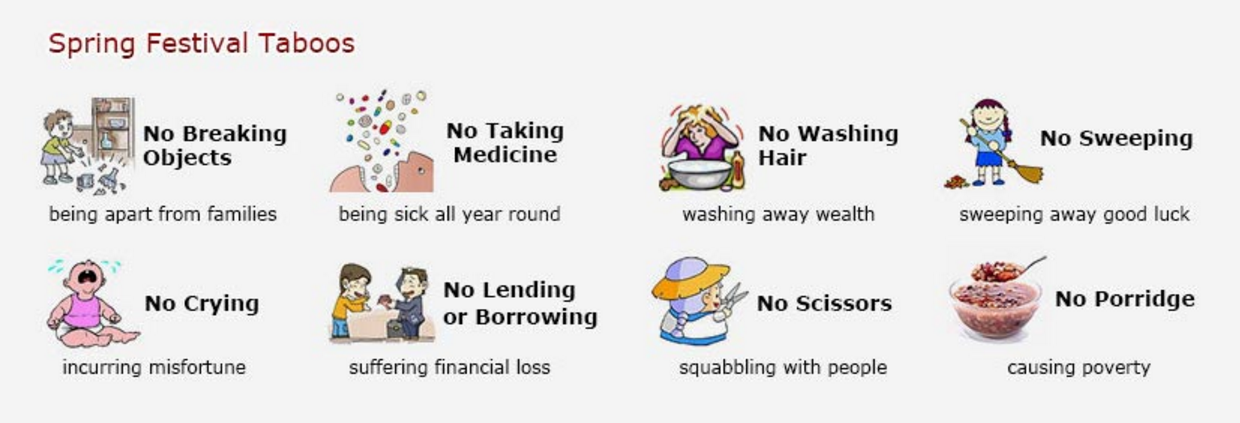 Spring Festival Taboos
No Breaking
Objects
being apart from families
No Taking
Medicine
being sick all year round
No Washing
Hair
washing away wealth
No Sweeping
sweeping away good luck
No Crying
incurring misfortune
No Lending
or Borrowing
suffering financial loss
No Scissors
squabbling with people
No Porridge
causing poverty